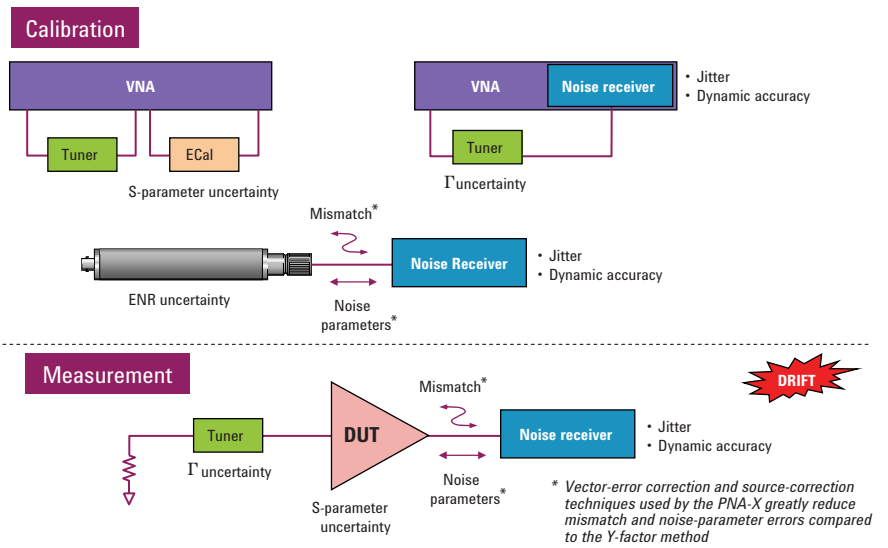 Calibration
VNA
Tuner
ECal
S-parameter uncertainty
VNA
Noise receiver
• Jitter
• Dynamic accuracy
Tuner
Γ uncertainty
Mismatch*
Noise Receiver
• Jitter
• Dynamic accuracy
ENR uncertainty
Noise
parameters*
Measurement
DRIFT
Mismatch*
Tuner
DUT
Noise receiver
• Jitter
• Dynamic accuracy
Γ uncertainty
Noise
parameters*
S-parameter
uncertainty
* Vector-error correction and source-correction
techniques used by the PNA-X greatly reduce
mismatch and noise-parameter errors compared
to the Y-factor method